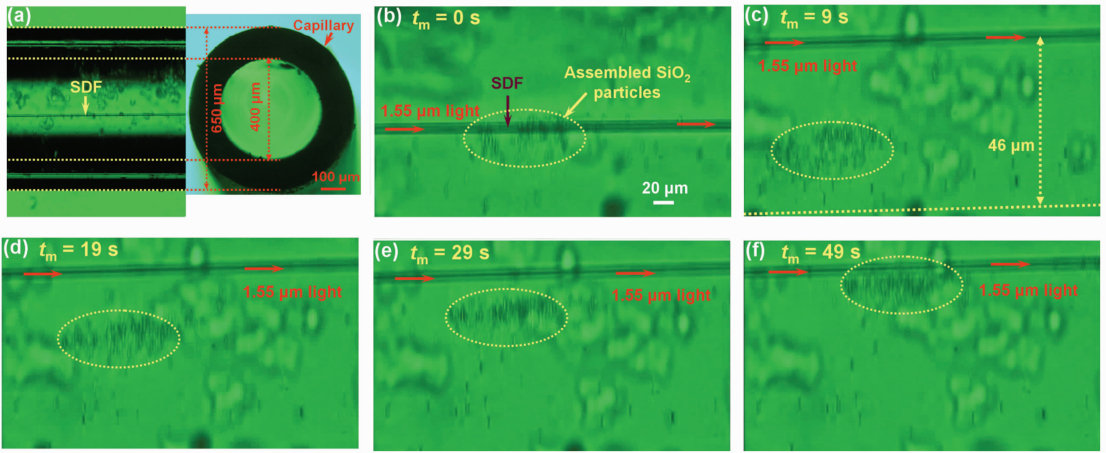 (a)
Capillary
SDF
650 µm
400 µm
100 µm
(b) tm = 0 s
SDF
Assembled SiO2
particles
1.55 µm light
20 µm
(c) tm = 9 s
1.55 µm light
46 µm
(d) tm = 19 s
1.55 µm light
(e) tm = 29 s
1.55 µm light
(f) tm = 49 s
1.55 µm light